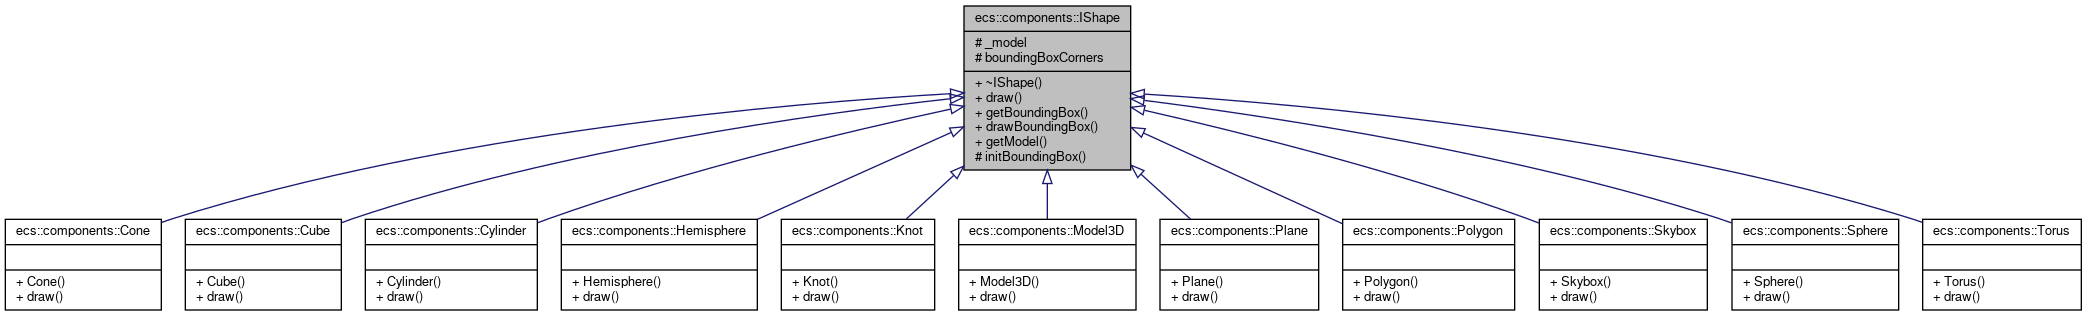 ecs::components::IShape
# _model
# boundingBoxCorners
+ ~IShape()
+ draw()
+ getBoundingBox()
+ drawBoundingBox()
+ getModel()
# initBoundingBox()
ecs::components::Cone
+ Cone()
+ draw()
ecs::components::Cube
+ Cube()
+ draw()
ecs::components::Cylinder
+ Cylinder()
+ draw()
ecs::components::Hemisphere
+ Hemisphere()
+ draw()
ecs::components::Knot
+ Knot()
+ draw()
ecs::components::Model3D
+ Model3D()
+ draw()
ecs::components::Plane
+ Plane()
+ draw()
ecs::components::Polygon
+ Polygon()
+ draw()
ecs::components::Skybox
+ Skybox()
+ draw()
ecs::components::Sphere
+ Sphere()
+ draw()
ecs::components::Torus
+ Torus()
+ draw()